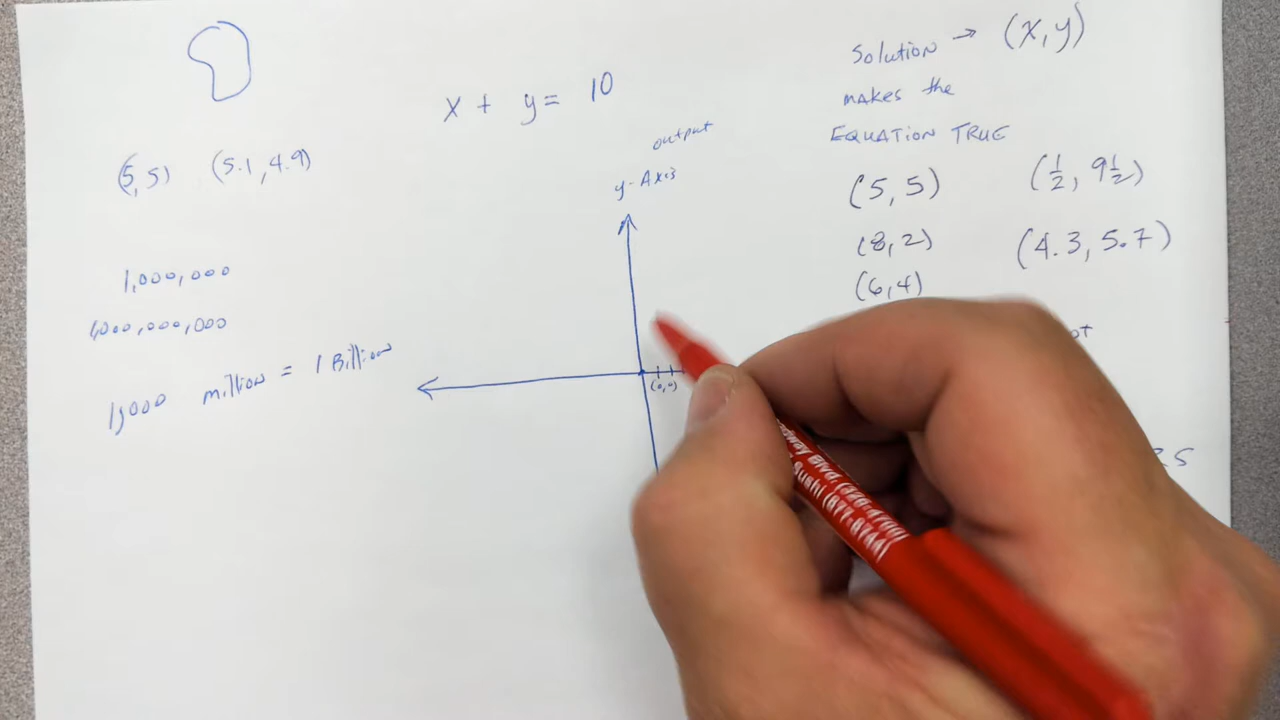 x + y = 10
Solution → (x,y)
makes the
EQUATION TRUE
(5,5) (½, 9½)
(8,2) (4.3, 5.7)
(6,4)
(5,5) (5.1,4.9)
1,000,000
1,000,000,000
1,000 million = 1 Billion
output
y-Axis
(0,0)